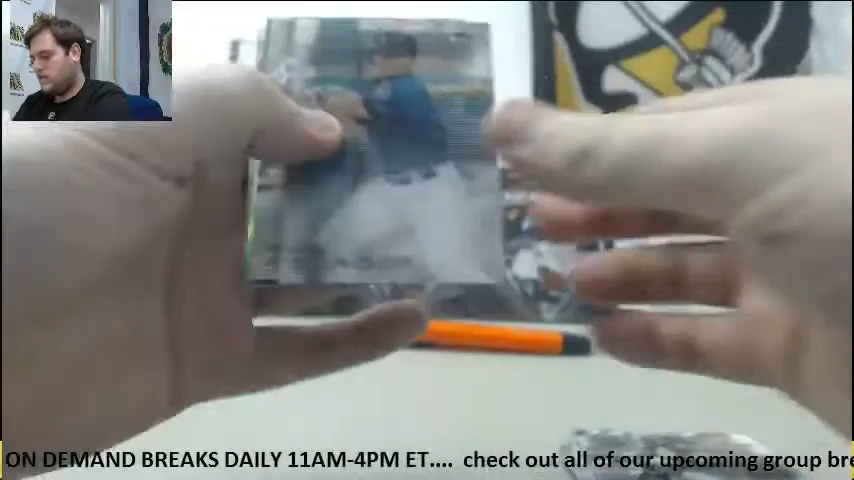 ON DEMAND BREAKS DAILY 11AM-4PM ET.... check out all of our upcoming group bre